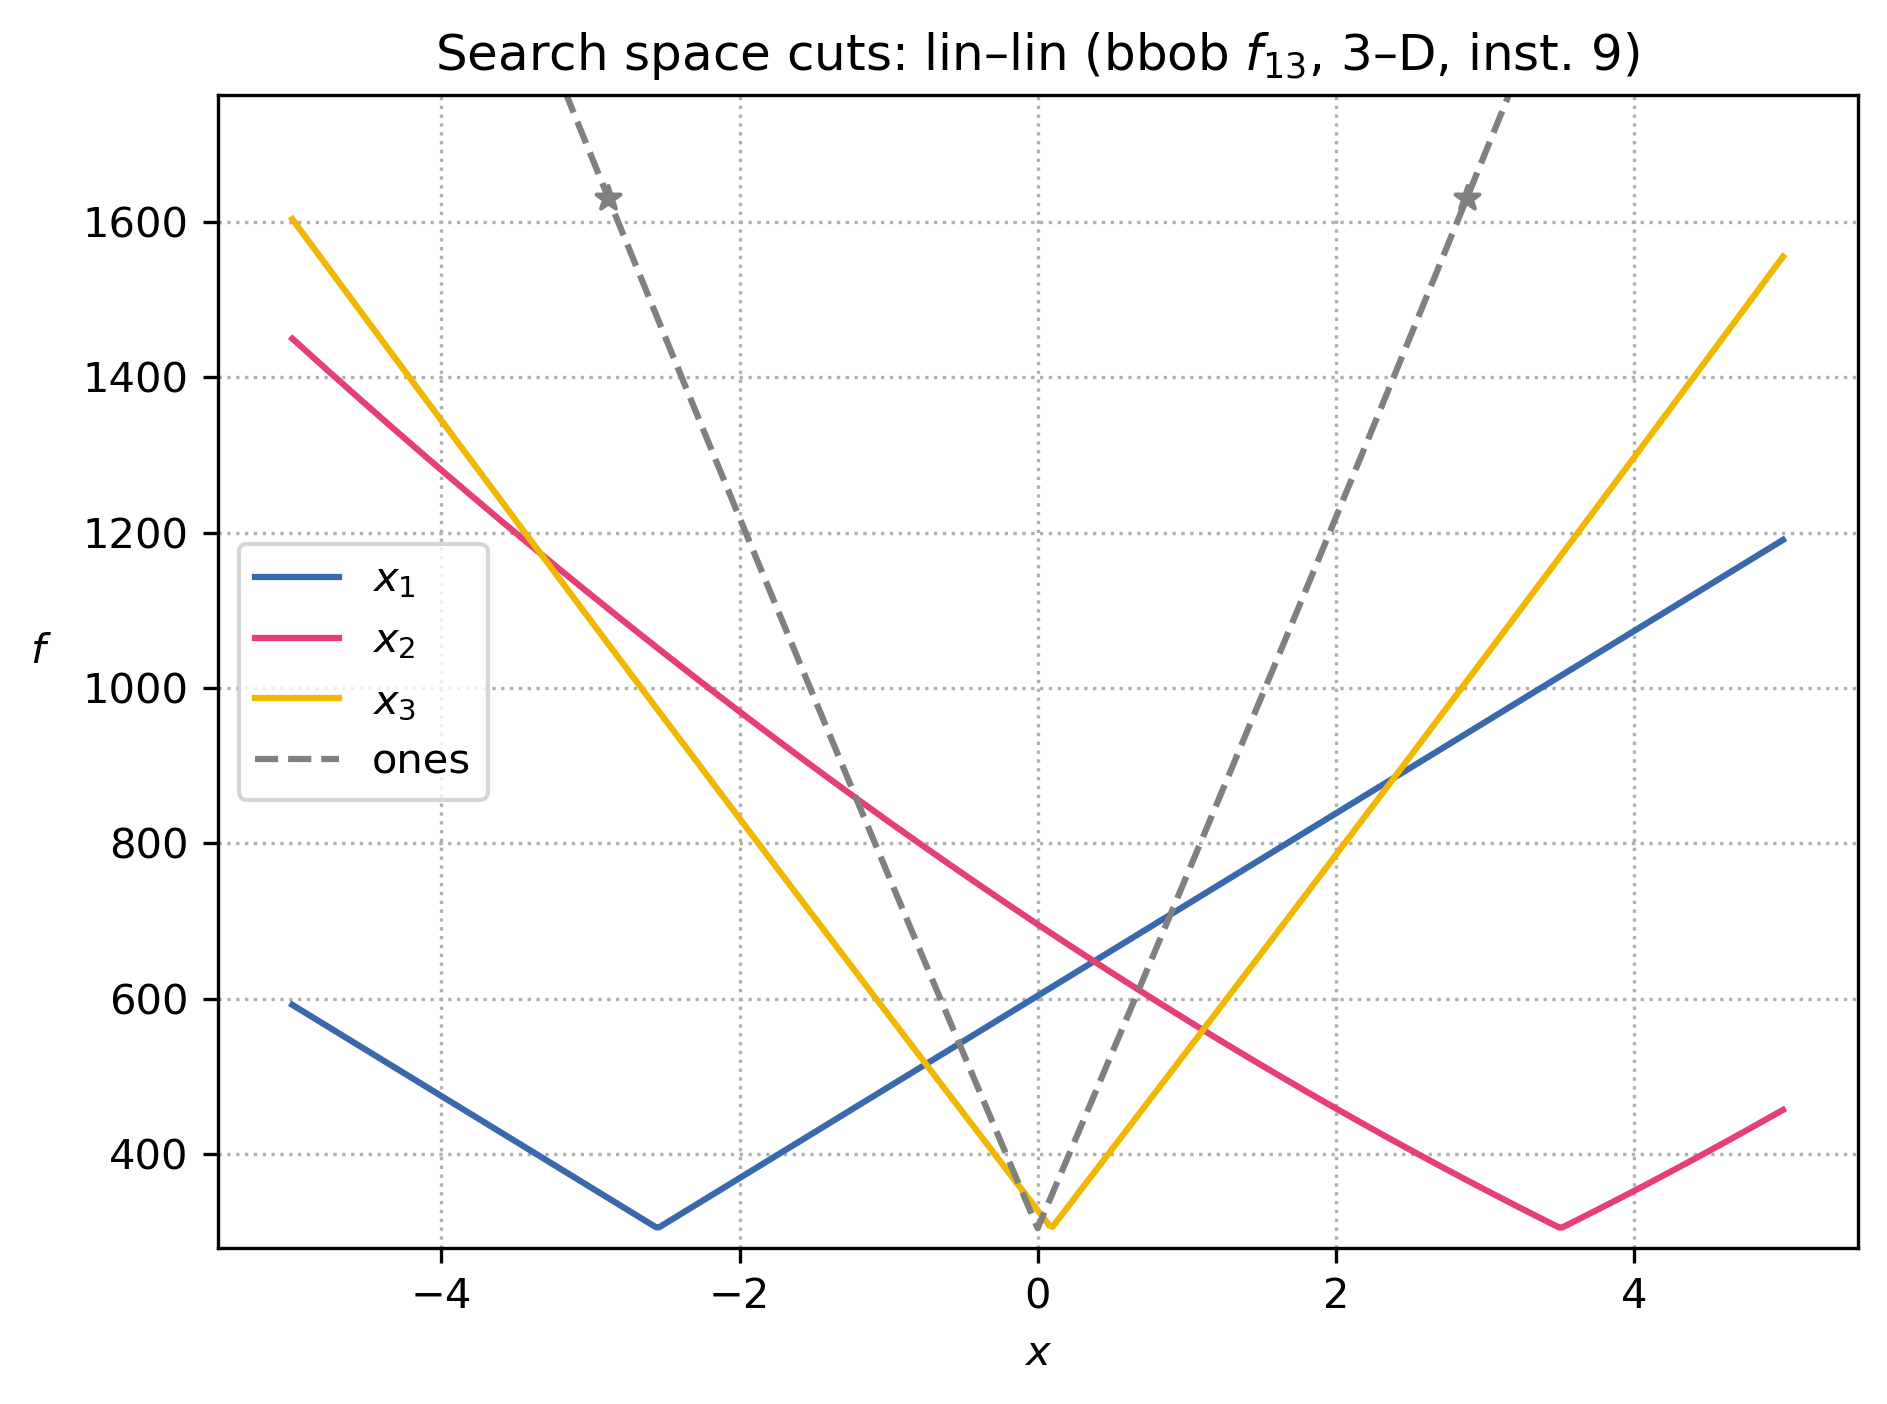 Search space cuts: lin–lin (bbob f13, 3–D, inst. 9)
1600
1400
1200
1000
800
600
400
f
x1
x2
x3
ones
−4 −2 0 2 4
x